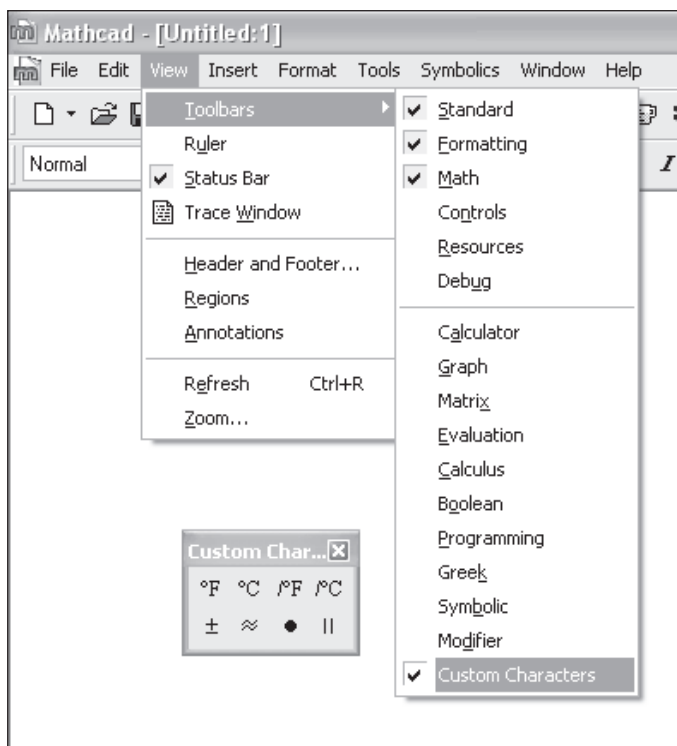 Mathcad - [Untitled:1]
File Edit View Insert Format Tools Symbolics Window Help
Normal
I
Toolbars
Ruler
Status Bar
Trace Window
Header and Footer...
Regions
Annotations
Refresh Ctrl+R
Zoom...
Standard
Formatting
Math
Controls
Resources
Debug
Calculator
Graph
Matrix
Evaluation
Calculus
Boolean
Programming
Greek
Symbolic
Modifier
Custom Characters
Custom Char...
°F °C /°F /°C
± ≈ ● ||